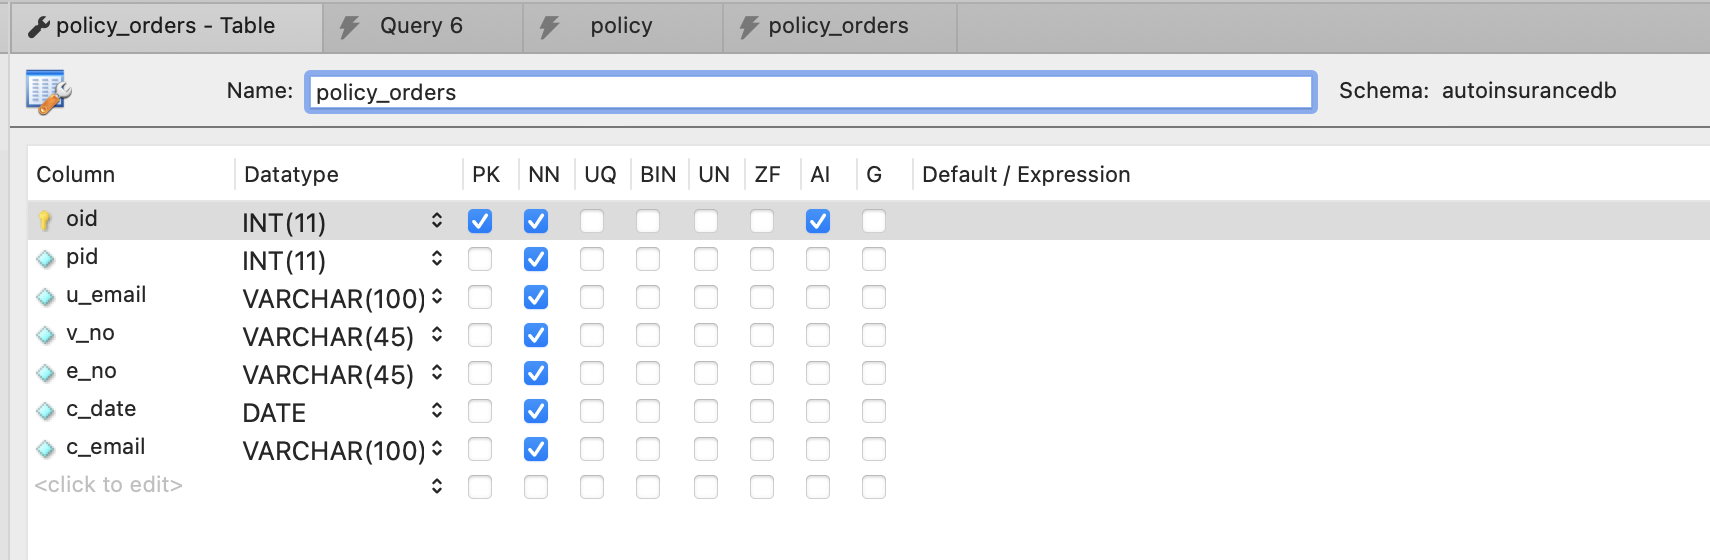 policy_orders - Table Query 6 policy policy_orders
Name: policy_orders Schema: autoinsurancedb
Column Datatype PK NN UQ BIN UN ZF AI G Default / Expression
oid INT(11)
pid INT(11)
u_email VARCHAR(100)
v_no VARCHAR(45)
e_no VARCHAR(45)
c_date DATE
c_email VARCHAR(100)
<click to edit>